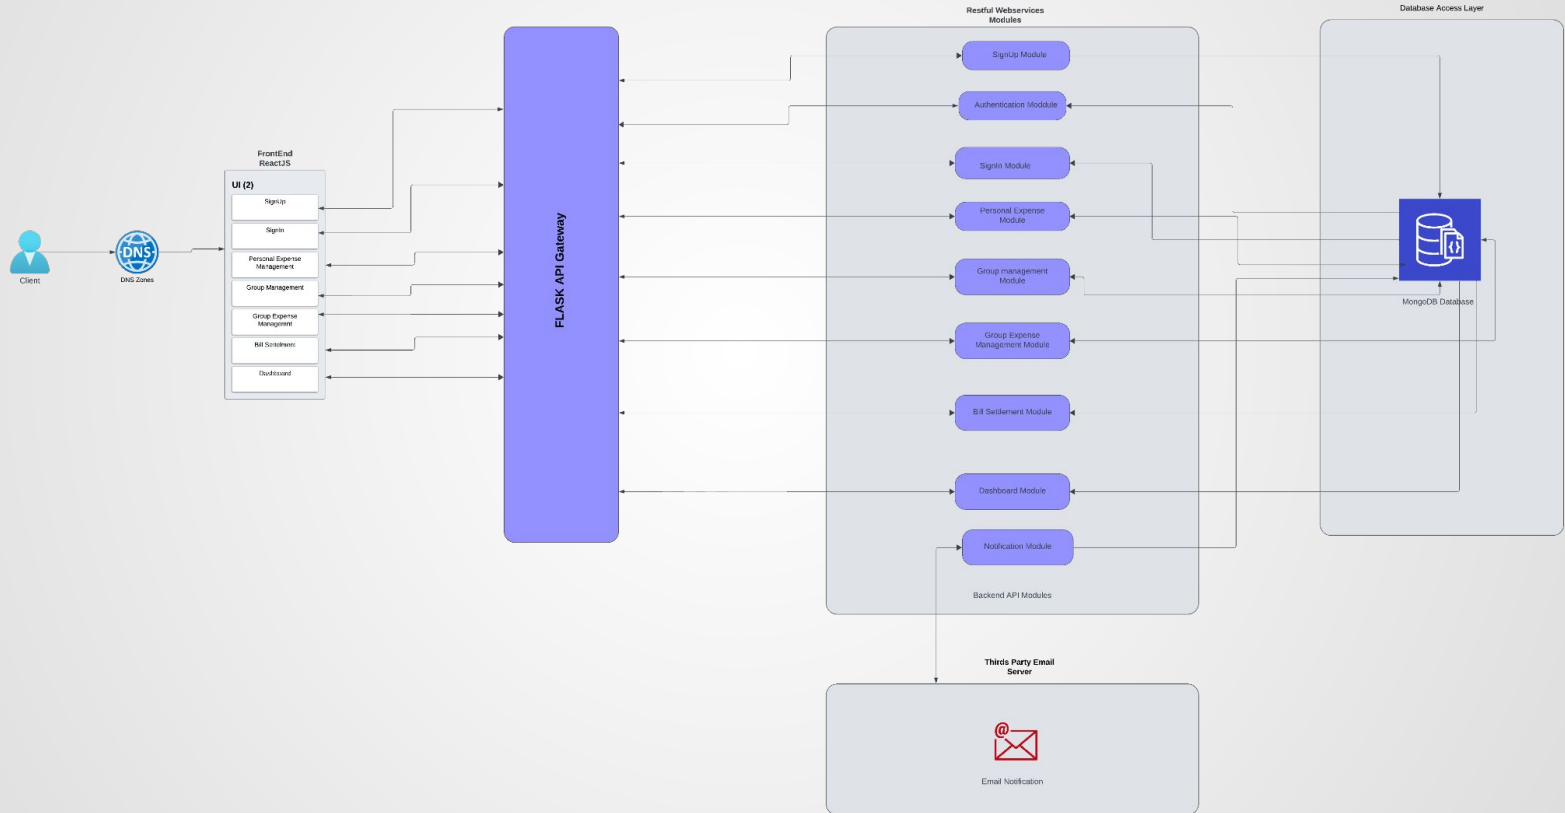 Restful Webservices
Modules
Database Access Layer
SignUp Module
Authentication Moddule
FrontEnd
ReactJS
UI (2)
SignUp
SignIn
Personal Expense
Management
Group Management
Group Expense
Management
Bill Settelment
Dashboard
Client
DNS
DNS Zones
FLASK API Gateway
SignIn Module
Personal Expense
Module
Group management
Module
Group Expense
Management Module
Bill Settlement Module
Dashboard Module
Notification Module
Backend API Modules
{}
MongoDB Database
Thirds Party Email
Server
@
Email Notification